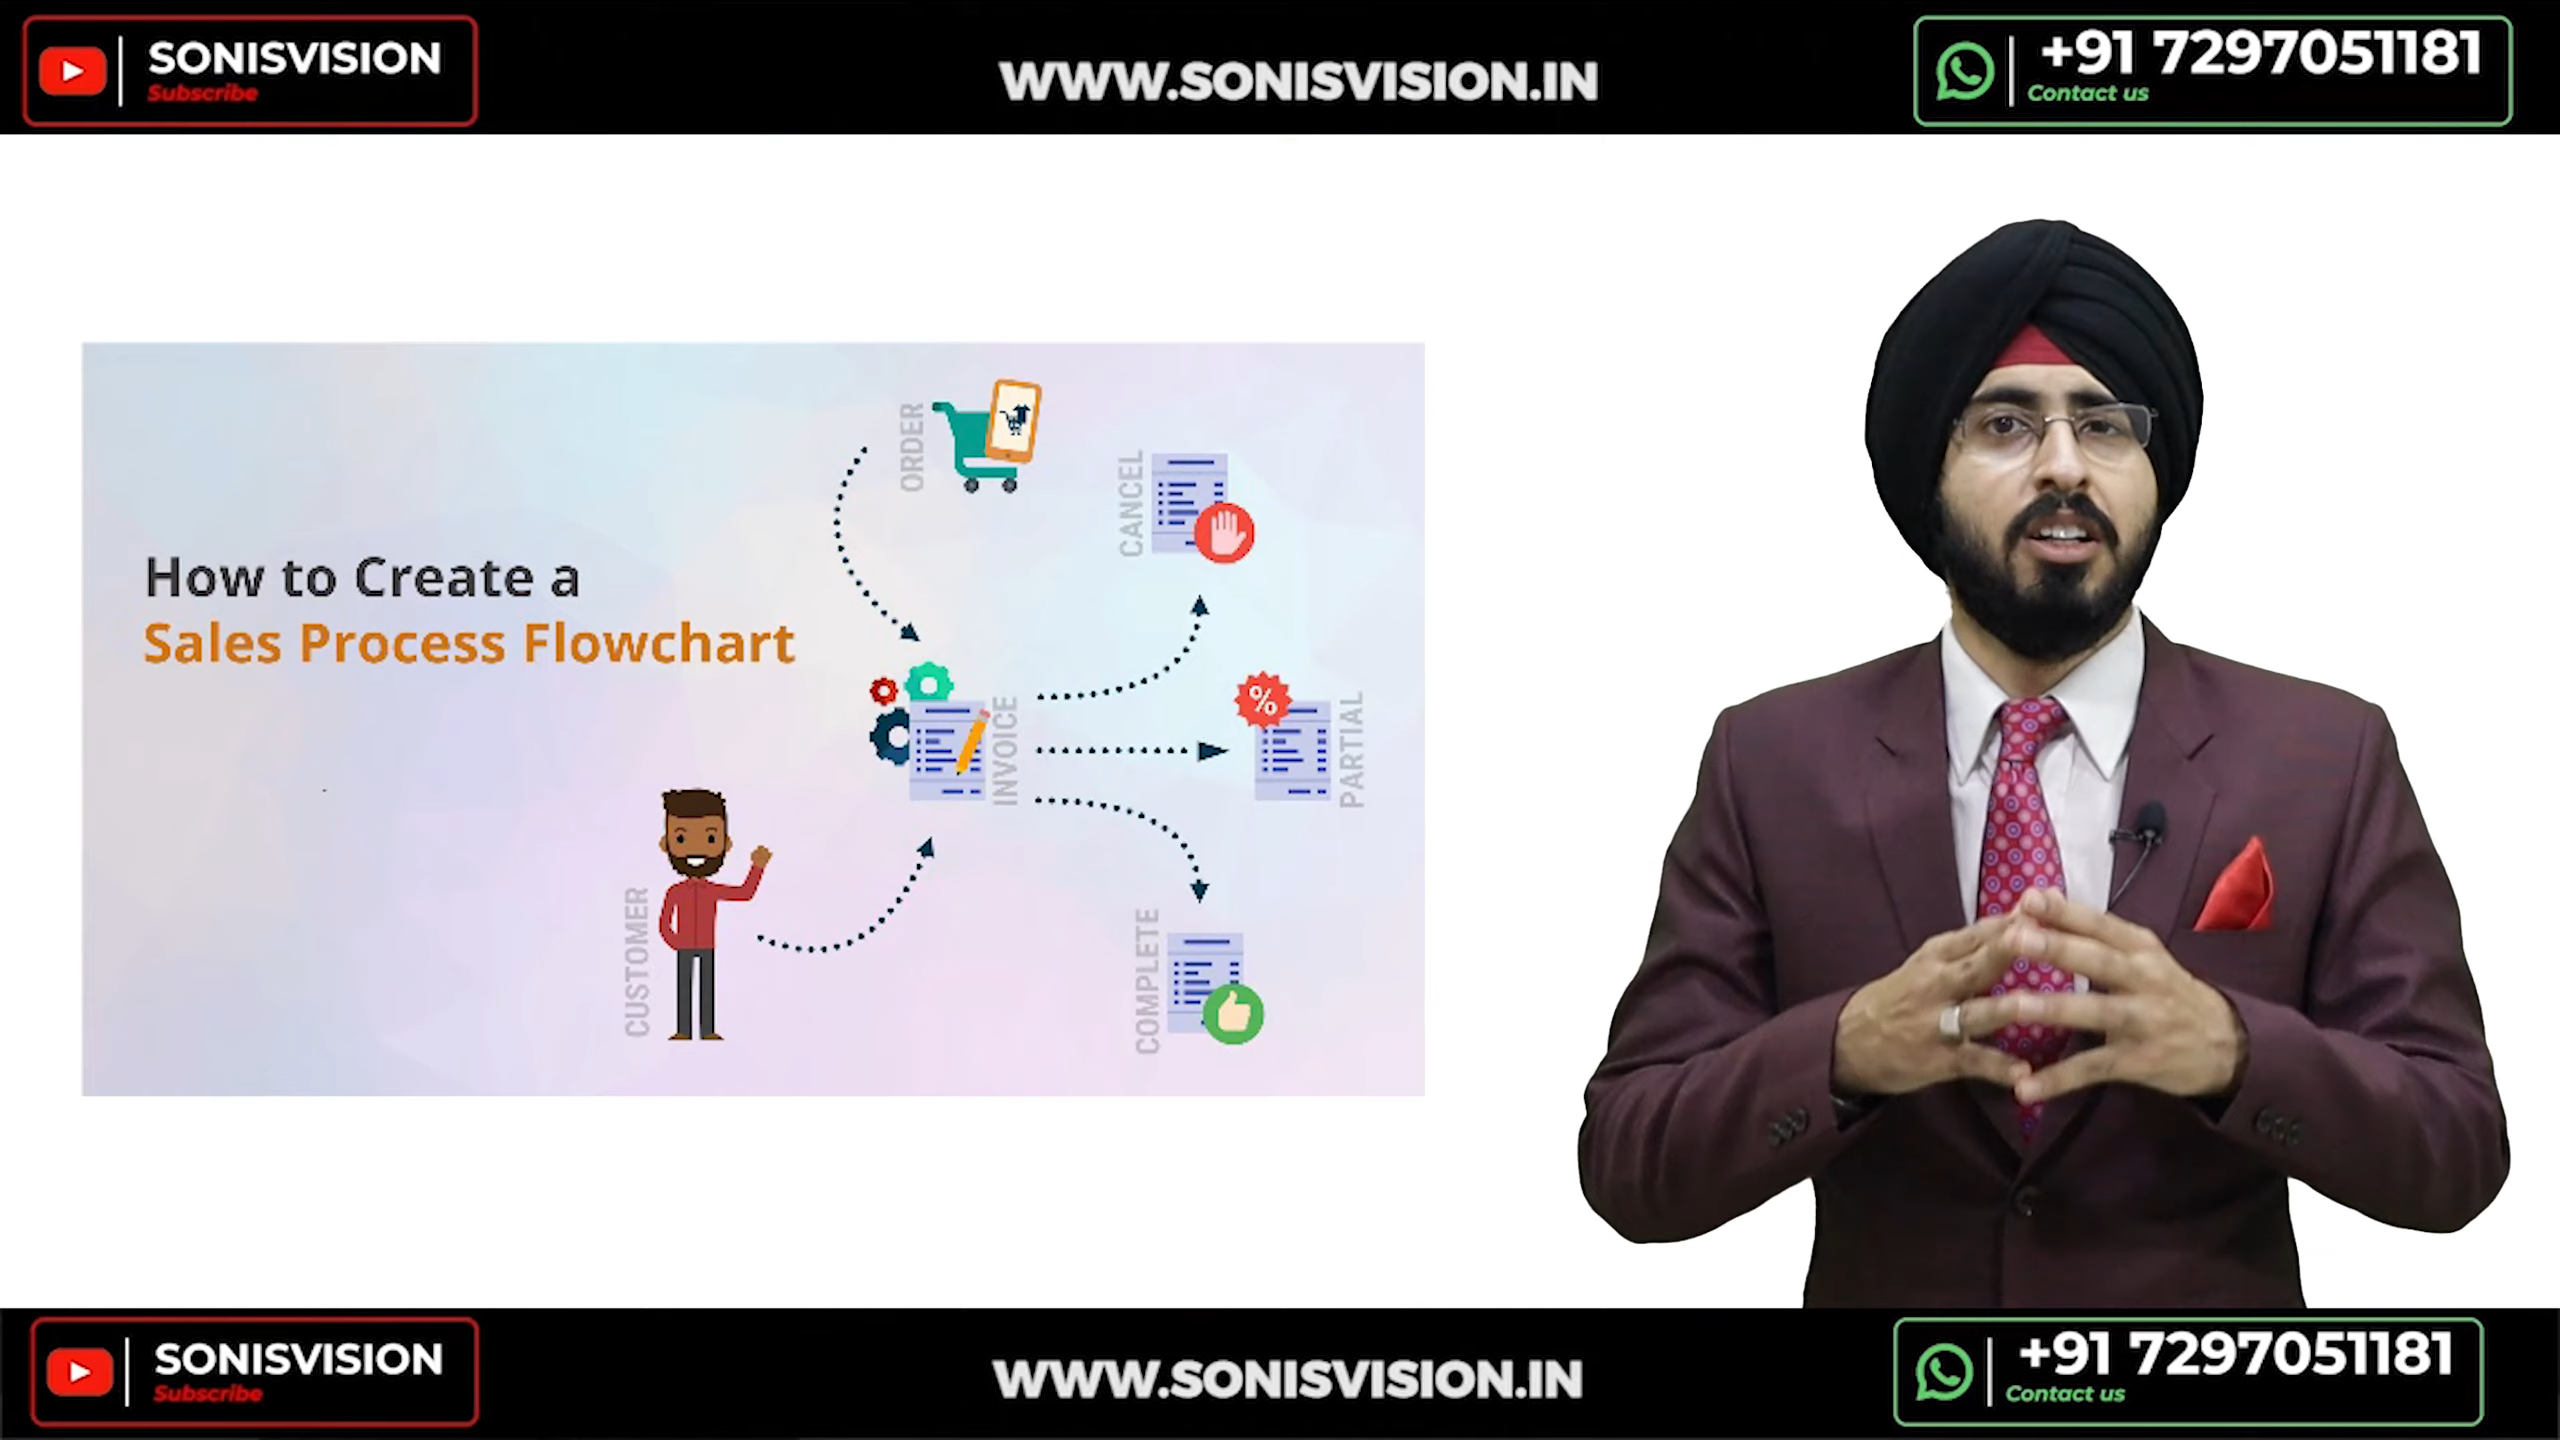 SONISVISION
Subscribe
WWW.SONISVISION.IN
+91 7297051181
Contact us
How to Create a
Sales Process Flowchart
ORDER
CANCEL
INVOICE
PARTIAL
CUSTOMER
COMPLETE
%
SONISVISION
Subscribe
WWW.SONISVISION.IN
+91 7297051181
Contact us